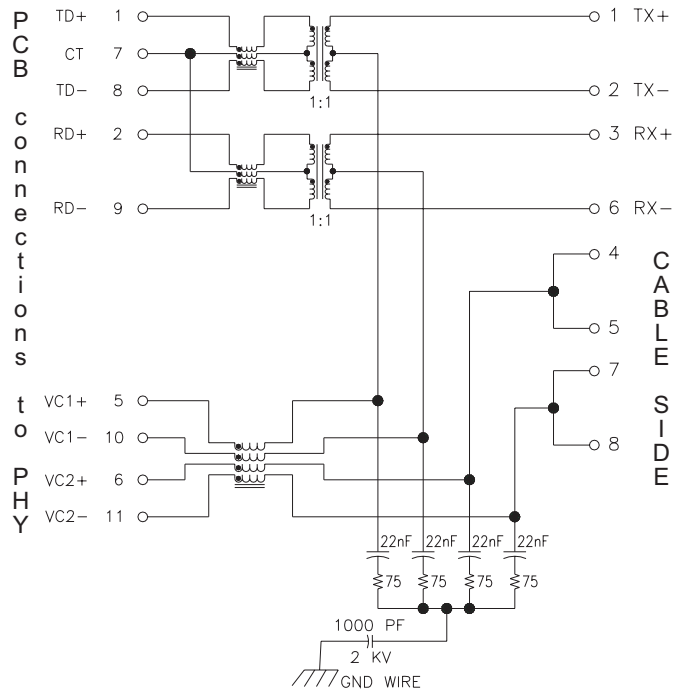 PCB connections to PHY
TD+ 1
1 TX+
CT 7
TD- 8
2 TX-
1:1
RD+ 2
3 RX+
RD- 9
6 RX-
1:1
4
5
7
8
CABLE SIDE
VC1+ 5
VC1- 10
VC2+ 6
VC2- 11
22nF 22nF 22nF 22nF
75 75 75 75
1000 PF
2 KV
GND WIRE